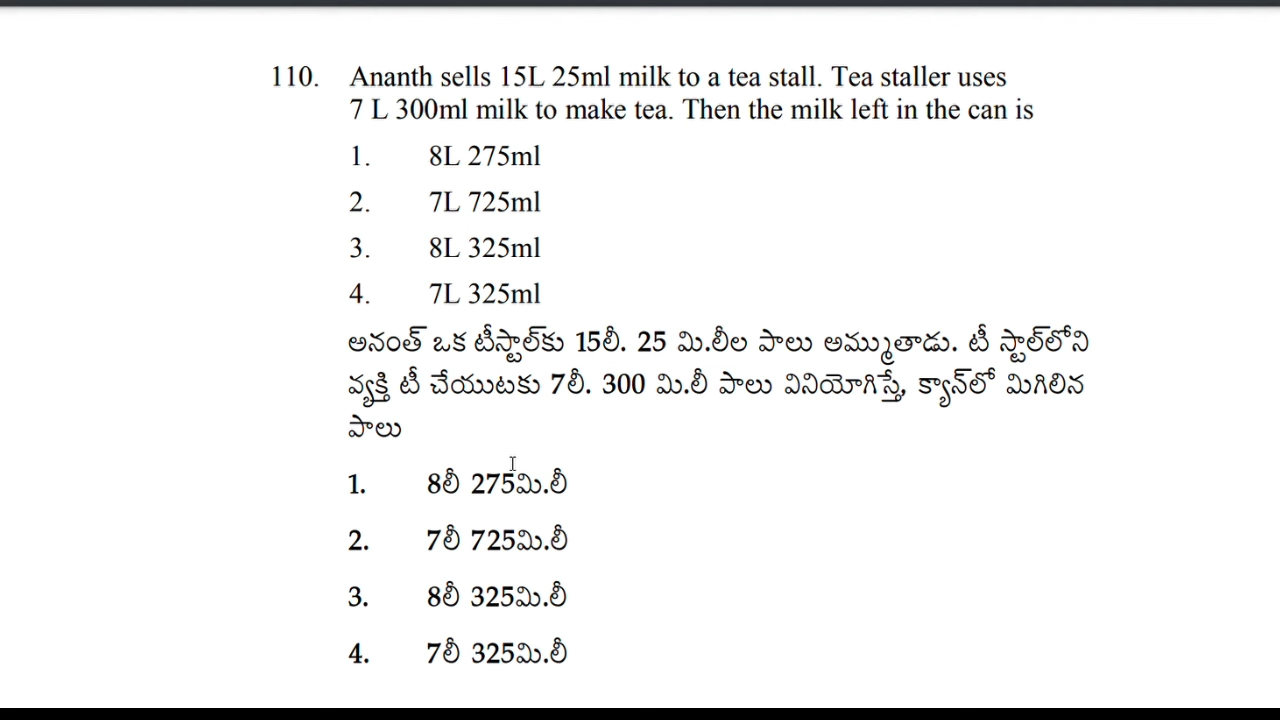 110. Ananth sells 15L 25ml milk to a tea stall. Tea staller uses
7 L 300ml milk to make tea. Then the milk left in the can is
1. 8L 275ml
2. 7L 725ml
3. 8L 325ml
4. 7L 325ml
అనంత్ ఒక టీస్టాల్‌కు 15లీ. 25 మి.లీల పాలు అమ్ముతాడు. టీ స్టాల్‌లోని
వ్యక్తి టీ చేయుటకు 7లీ. 300 మి.లీ పాలు వినియోగిస్తే, క్యాన్‌లో మిగిలిన
పాలు
1. 8లీ 275మి.లీ
2. 7లీ 725మి.లీ
3. 8లీ 325మి.లీ
4. 7లీ 325మి.లీ